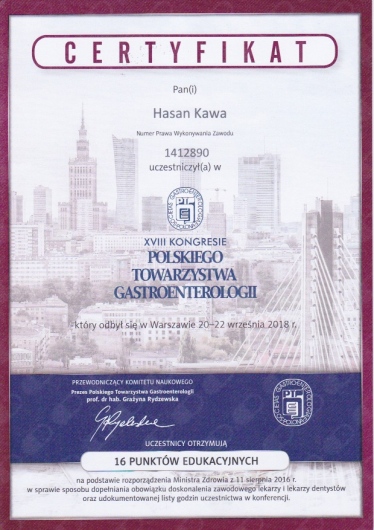 CERTYFIKAT
Pan(i)
Hasan Kawa
Numer Prawa Wykonywania Zawodu
1412890
uczestniczył(a) w
XVIII KONGRESIE
POLSKIEGO
TOWARZYSTWA
GASTROENTEROLOGII
który odbył się w Warszawie 20–22 września 2018 r.
PRZEWODNICZĄCY KOMITETU NAUKOWEGO
Prezes Polskiego Towarzystwa Gastroenterologii
prof. dr hab. Grażyna Rydzewska
UCZESTNICY OTRZYMUJĄ
16 PUNKTÓW EDUKACYJNYCH
na podstawie rozporządzenia Ministra Zdrowia z 11 sierpnia 2016 r.
w sprawie sposobu dopełniania obowiązku doskonalenia zawodowego lekarzy i lekarzy dentystów
oraz udokumentowanej listy godzin uczestnictwa w konferencji.